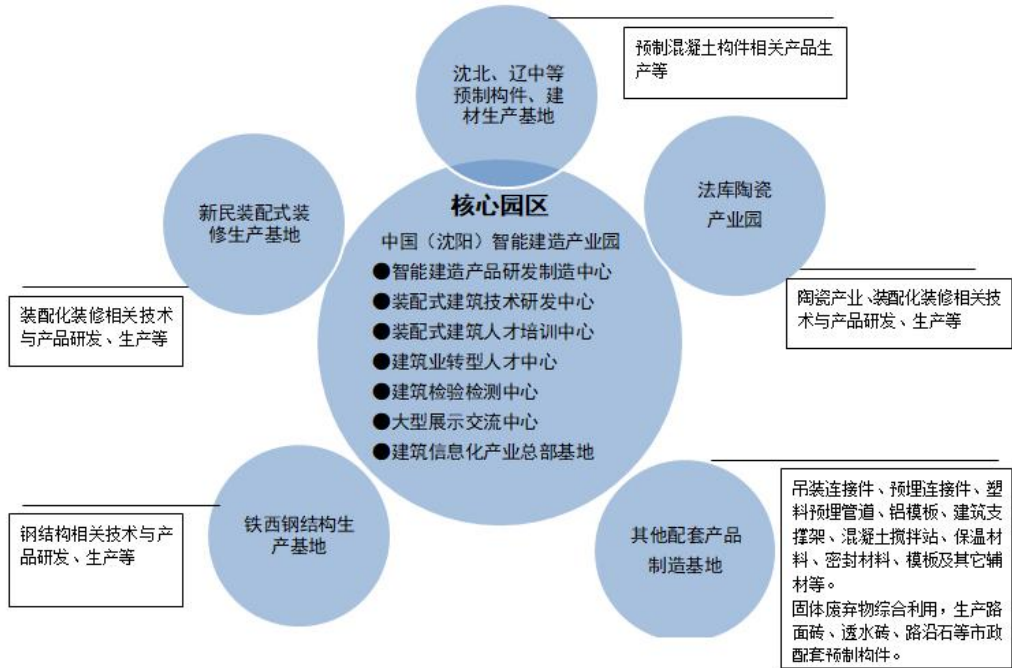 预制混凝土构件相关产品生
产等
沈北、辽中等
预制构件、建
材生产基地
法库陶瓷
产业园
新民装配式装
修生产基地
核心园区
中国（沈阳）智能建造产业园
●智能建造产品研发制造中心
●装配式建筑技术研发中心
●装配式建筑人才培训中心
●建筑业转型人才中心
●建筑检验检测中心
●大型展示交流中心
●建筑信息化产业总部基地
装配化装修相关技术
与产品研发、生产等
陶瓷产业、装配化装修相关技
术与产品研发、生产等
铁西钢结构生
产基地
钢结构相关技术与产
品研发、生产等
其他配套产品
制造基地
吊装连接件、预埋连接件、塑
料预埋管道、铝模板、建筑支
撑架、混凝土搅拌站、保温材
料、密封材料、模板及其它辅
材等。
固体废弃物综合利用，生产路
面砖、透水砖、路沿石等市政
配套预制构件。